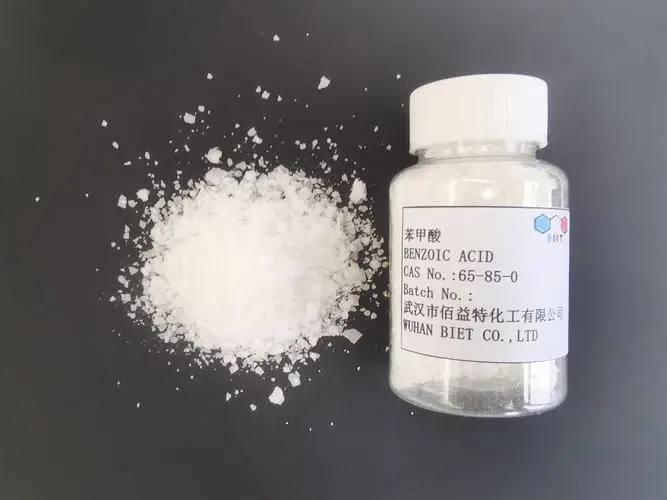 苯甲酸
BENZOIC ACID
CAS No.:65-85-0
Batch No.:
武汉市佰益特化工有限公司
WUHAN BIET CO.,LTD